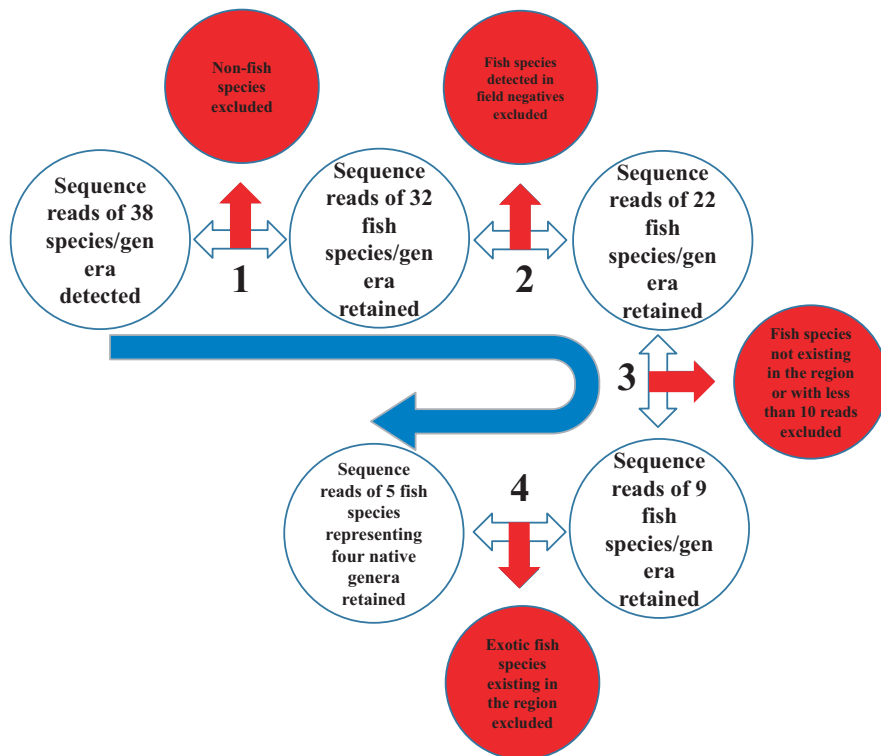 Non-fish
species
excluded
Fish species
detected in
field negatives
excluded
Sequence
reads of 38
species/gen
era
detected
1
Sequence
reads of 32
fish
species/gen
era
retained
2
Sequence
reads of 22
fish
species/gen
era
retained
3
Fish species
not existing
in the region
or with less
than 10 reads
excluded
Sequence
reads of 9
fish
species/gen
era
retained
4
Sequence
reads of 5 fish
species
representing
four native
genera
retained
Exotic fish
species
existing in
the region
excluded